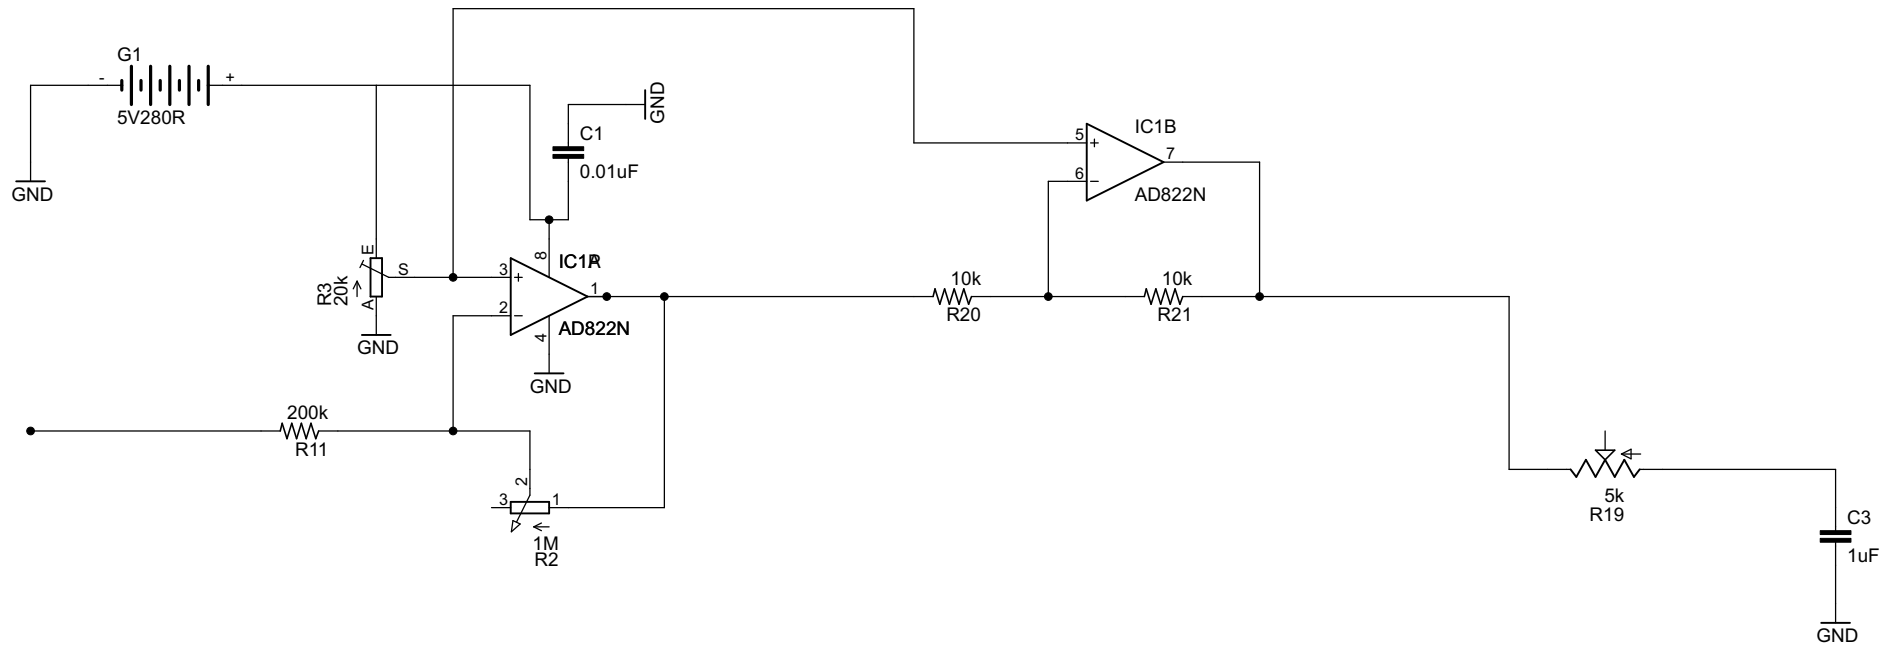 G1
-
+
5V280R
GND
GND
C1
0.01uF
5
+
6
-
IC1B
7
AD822N
E
S
R3
20k
A
GND
3
+
2
-
8
IC1A
1
AD822N
4
GND
10k
R20
10k
R21
200k
R11
2
3
1
1M
R2
5k
R19
C3
1uF
GND